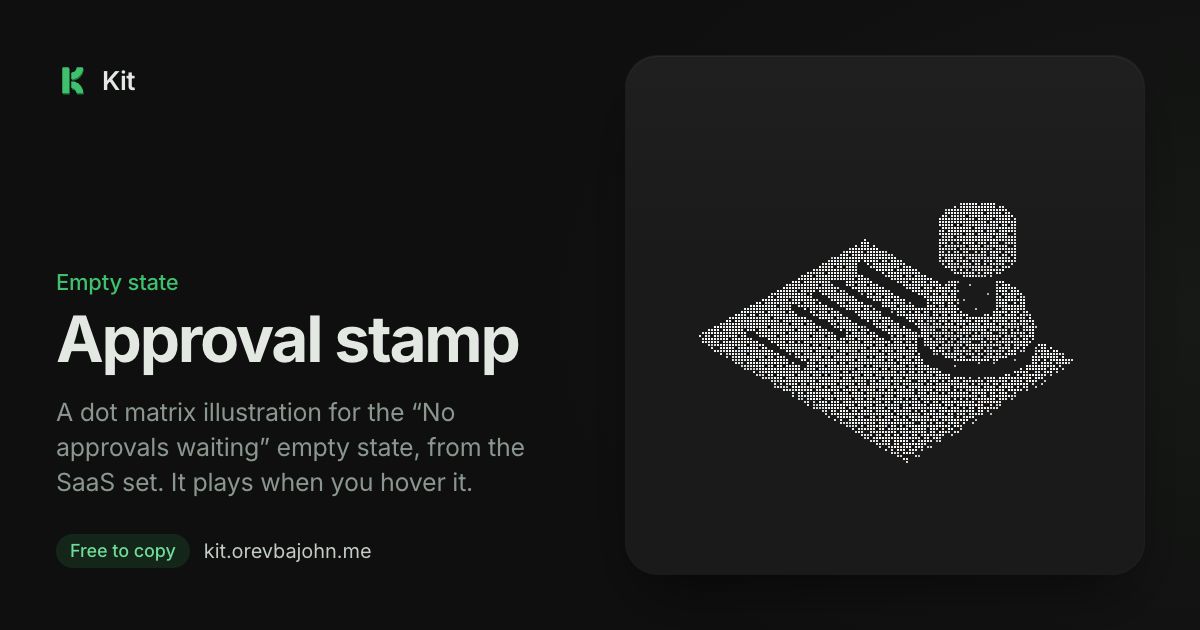 Kit
Empty state
Approval stamp
A dot matrix illustration for the “No
approvals waiting” empty state, from the
SaaS set. It plays when you hover it.
Free to copy kit.orevbajohn.me